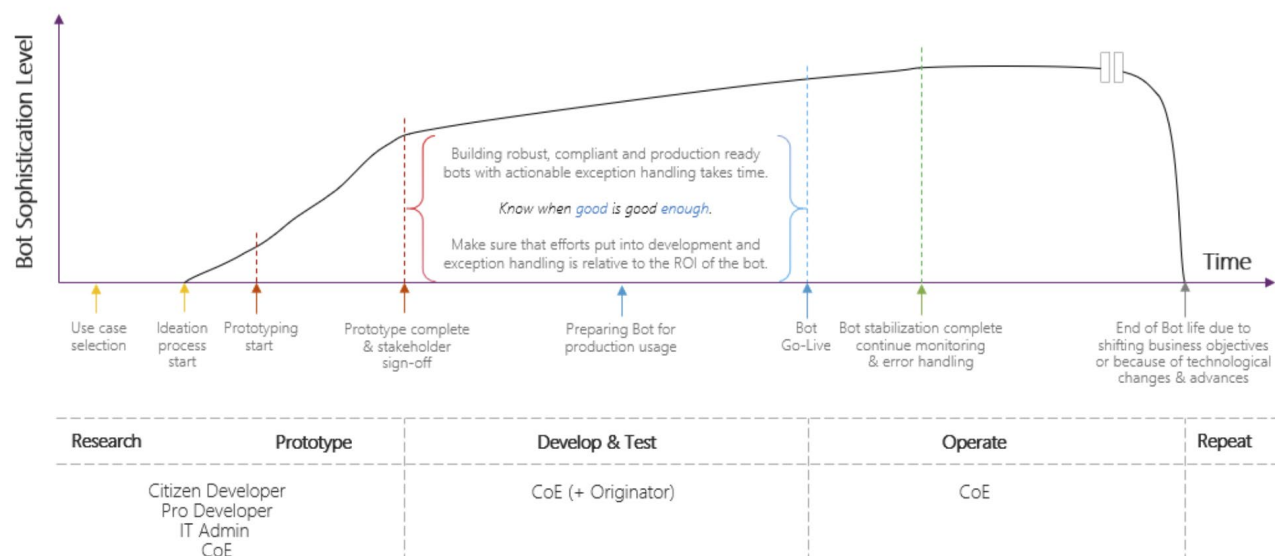 Bot Sophistication Level
Building robust, compliant and production ready
bots with actionable exception handling takes time.
Know when good is good enough.
Make sure that efforts put into development and
exception handling is relative to the ROI of the bot.
Time
Use case
selection
Ideation
process
start
Prototyping
start
Prototype complete
& stakeholder
sign-off
Preparing Bot for
production usage
Bot
Go-Live
Bot stabilization complete
continue monitoring
& error handling
End of Bot life due to
shifting business objectives
or because of technological
changes & advances
Research
Prototype
Develop & Test
Operate
Repeat
Citizen Developer
Pro Developer
IT Admin
CoE
CoE (+ Originator)
CoE